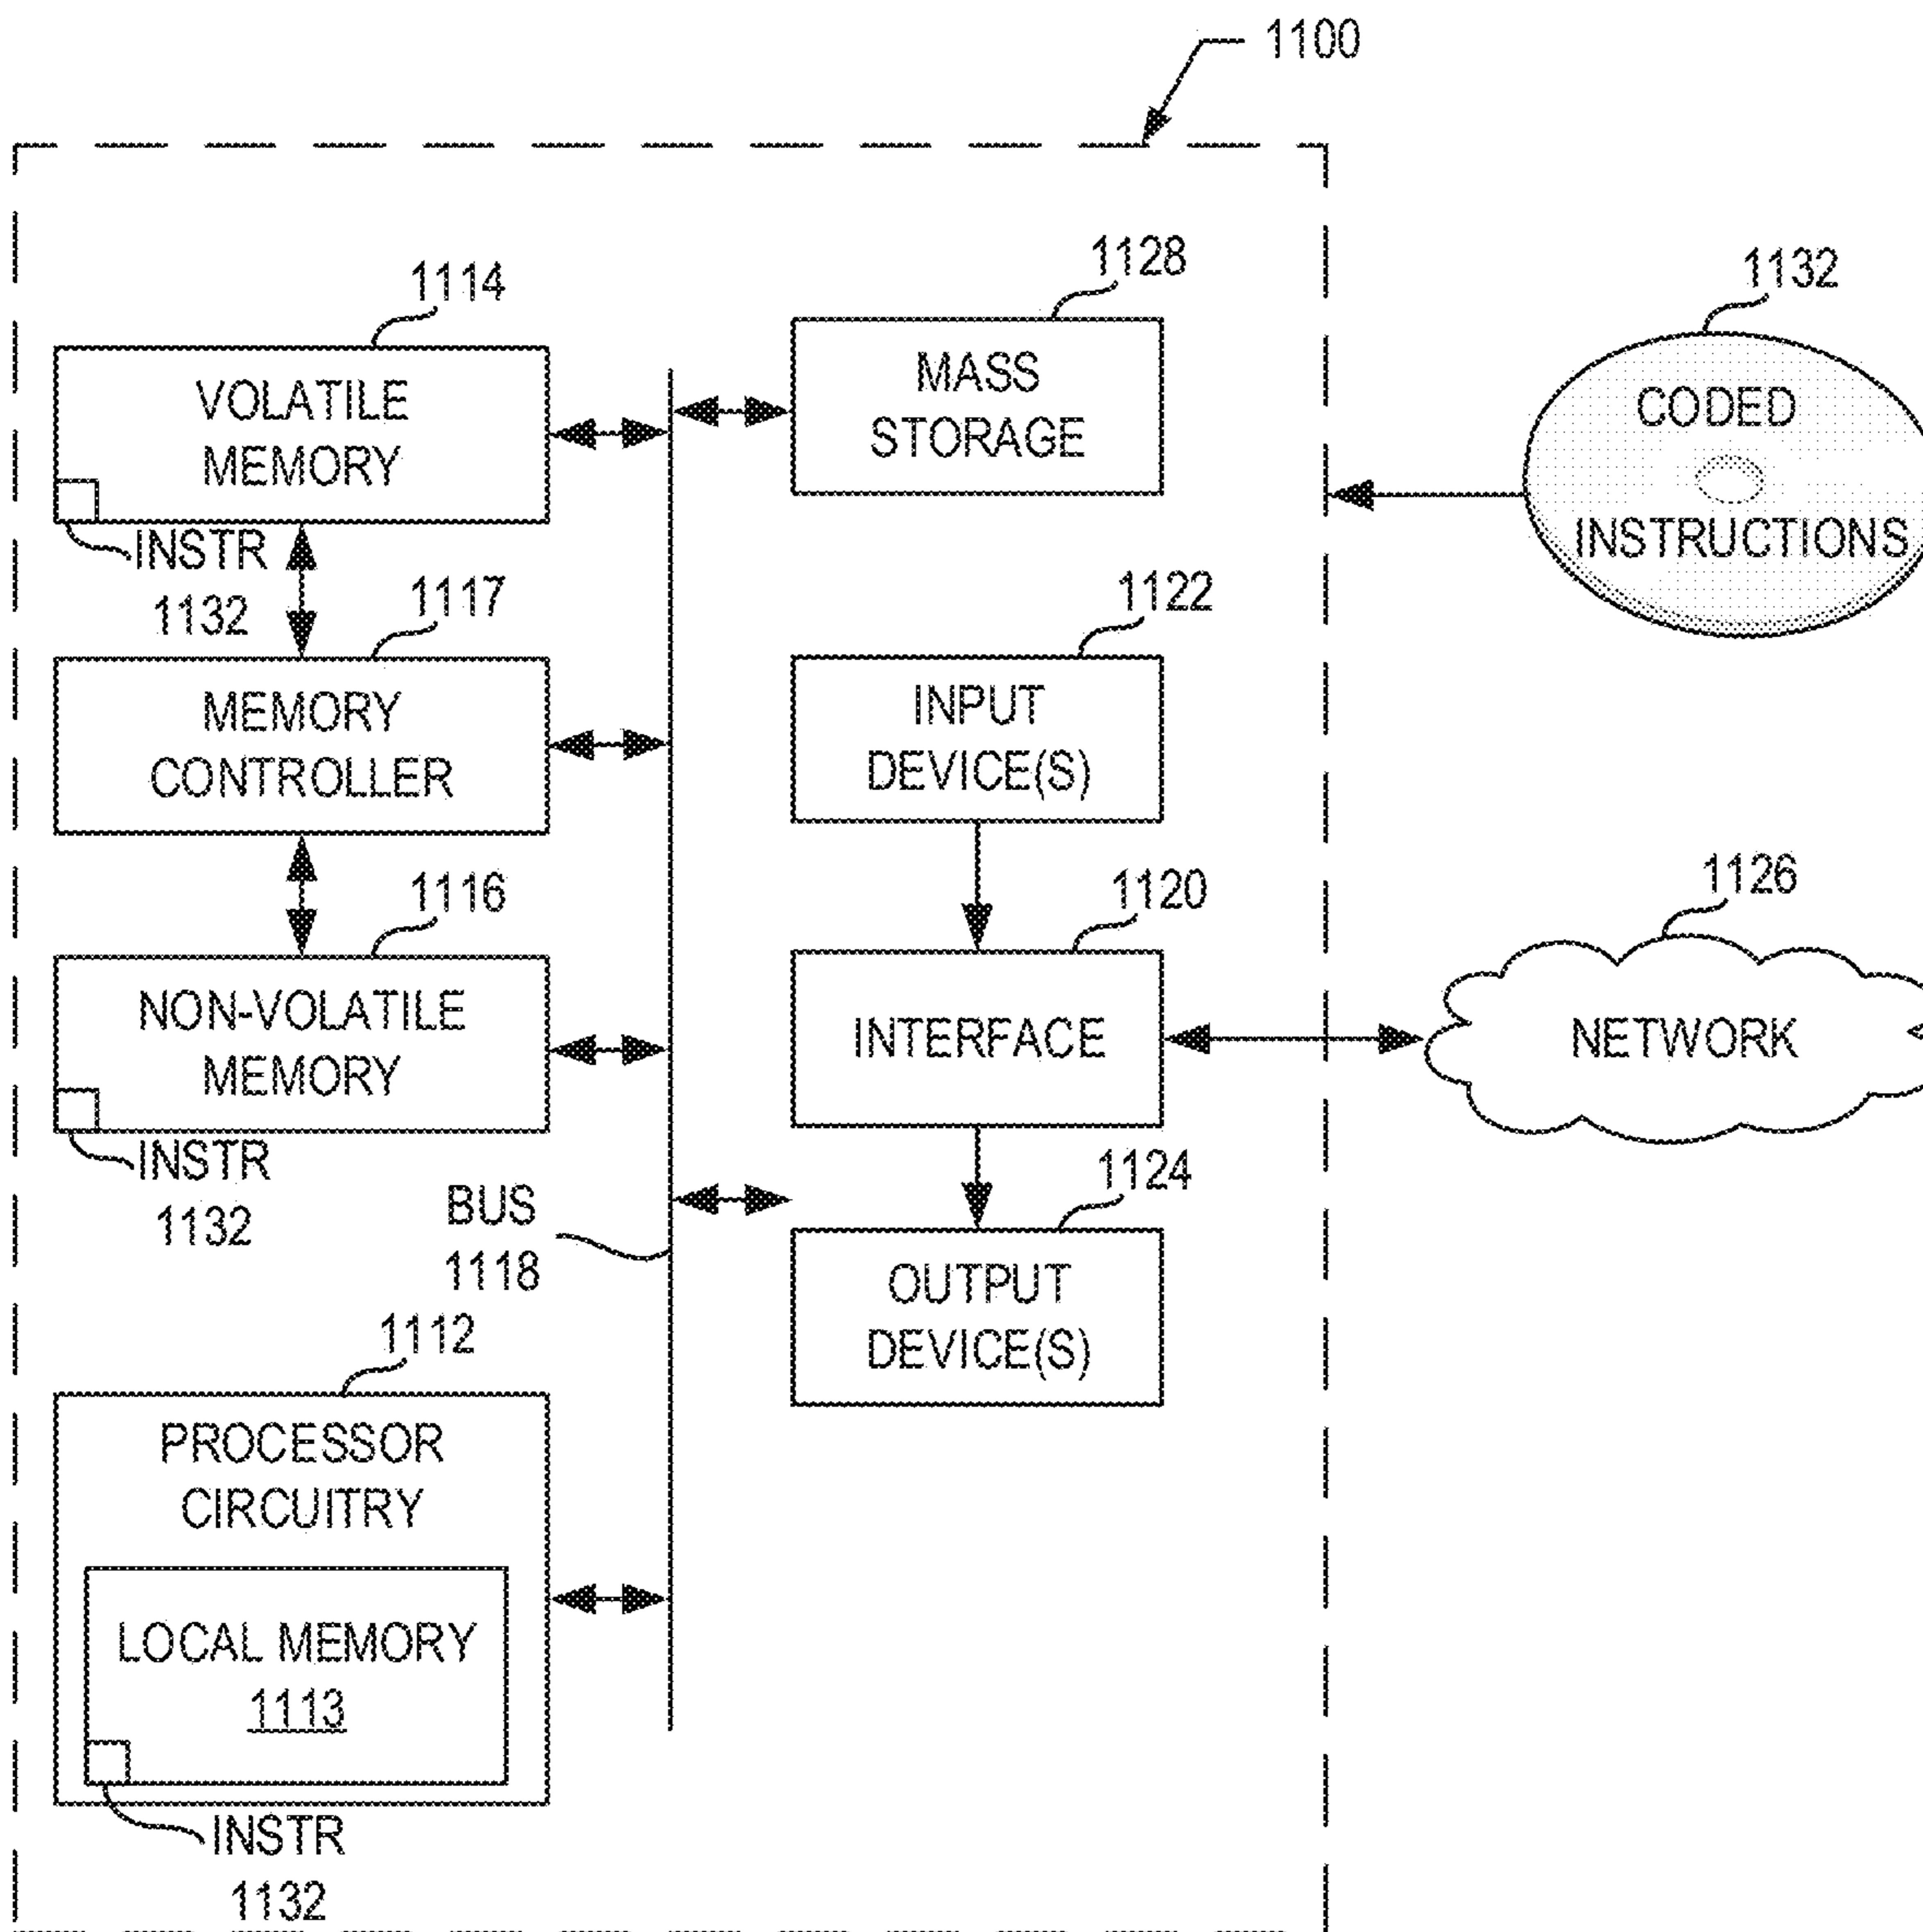 1100
1114
VOLATILE
MEMORY
INSTR
1132
1117
MEMORY
CONTROLLER
1116
NON-VOLATILE
MEMORY
INSTR
1132
BUS
1118
1112
PROCESSOR
CIRCUITRY
LOCAL MEMORY
1113
INSTR
1132
1128
MASS
STORAGE
1122
INPUT
DEVICE(S)
1120
INTERFACE
1124
OUTPUT
DEVICE(S)
1132
CODED
INSTRUCTIONS
1126
NETWORK